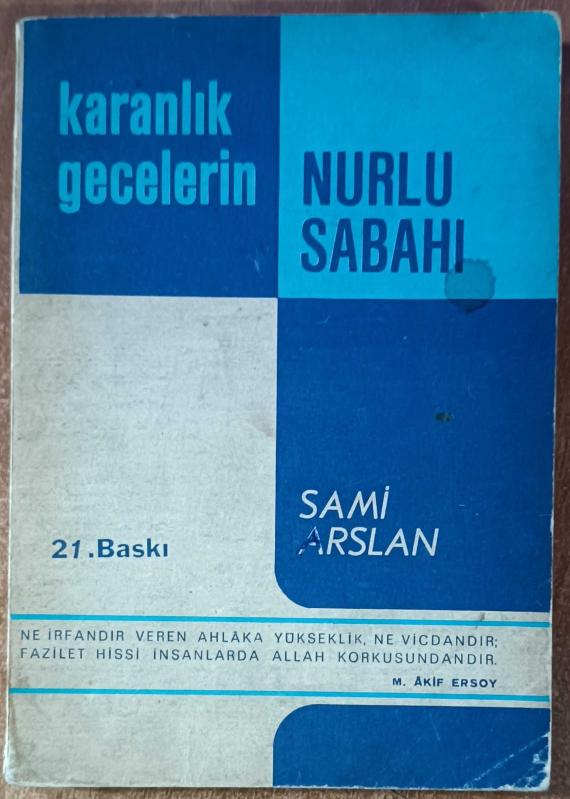 karanlık
gecelerin
NURLU
SABAHI
SAMİ
ARSLAN
21.Baskı
NE İRFANDIR VEREN AHLÂKA YÜKSEKLİK, NE VİCDANDIR;
FAZİLET HİSSİ İNSANLARDA ALLAH KORKUSUNDANDIR.
M. ÂKİF ERSOY